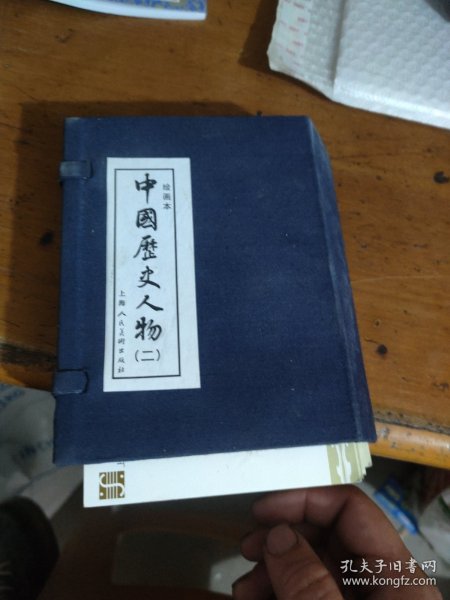 绘画本
中國歷史人物
(二)
上海人民美術出版社
孔夫子旧书网
www.kongfz.com